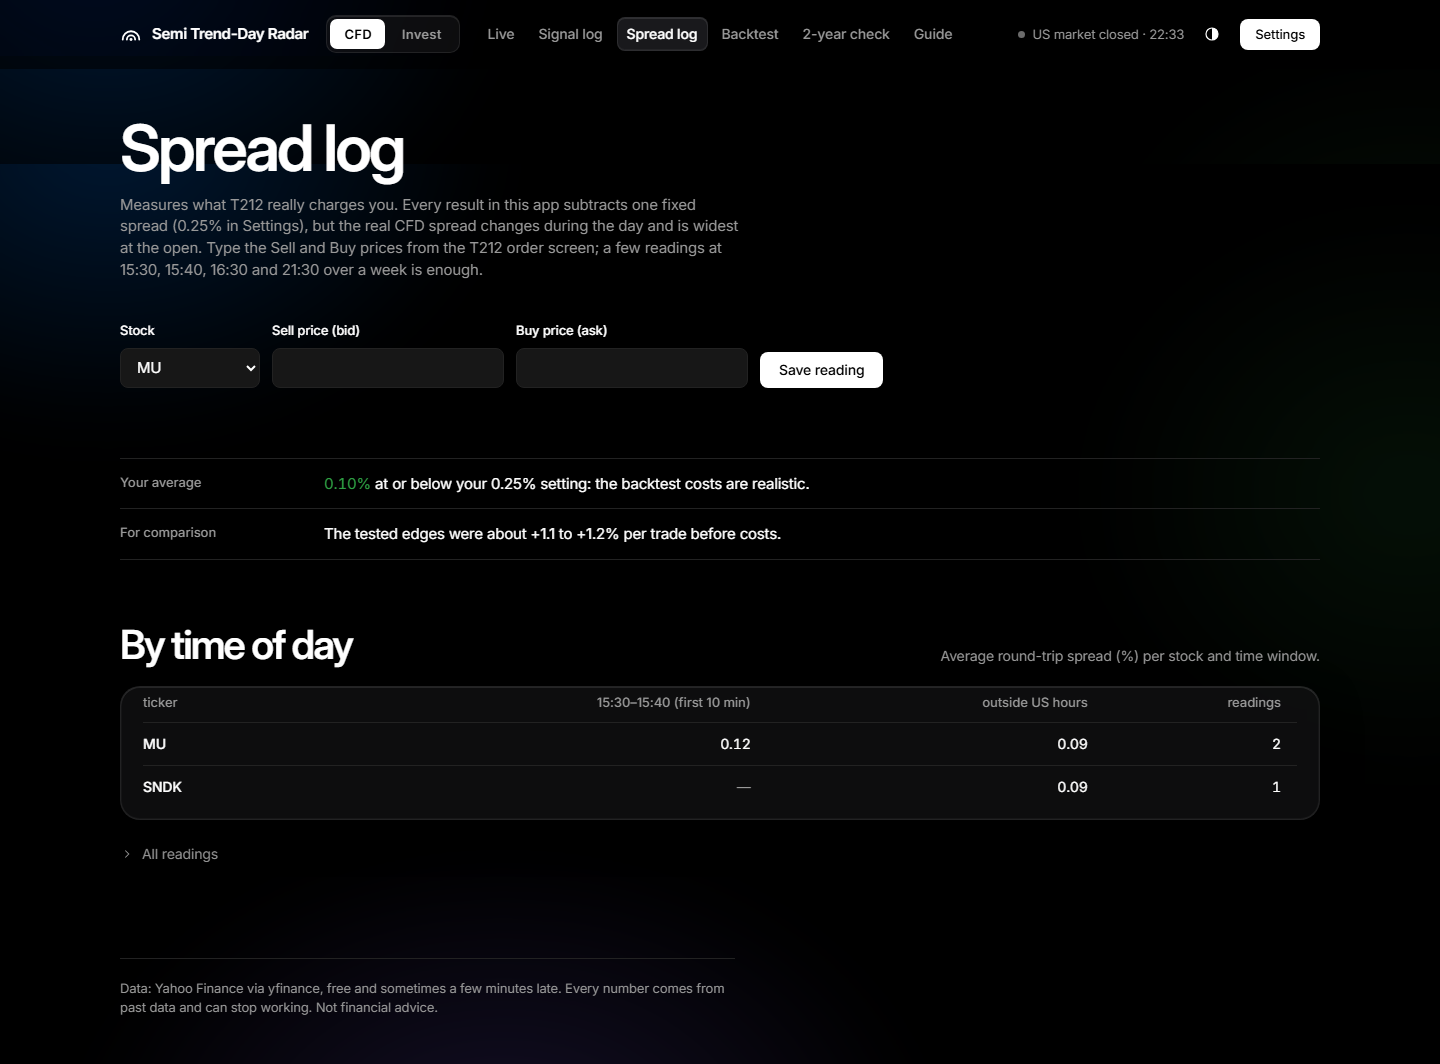 Semi Trend-Day Radar CFD Invest Live Signal log Spread log Backtest 2-year check Guide US market closed · 22:33 Settings
Spread log
Measures what T212 really charges you. Every result in this app subtracts one fixed
spread (0.25% in Settings), but the real CFD spread changes during the day and is widest
at the open. Type the Sell and Buy prices from the T212 order screen; a few readings at
15:30, 15:40, 16:30 and 21:30 over a week is enough.
Stock Sell price (bid) Buy price (ask)
MU Save reading
Your average 0.10% at or below your 0.25% setting: the backtest costs are realistic.
For comparison The tested edges were about +1.1 to +1.2% per trade before costs.
By time of day Average round-trip spread (%) per stock and time window.
ticker 15:30–15:40 (first 10 min) outside US hours readings
MU 0.12 0.09 2
SNDK — 0.09 1
All readings
Data: Yahoo Finance via yfinance, free and sometimes a few minutes late. Every number comes from
past data and can stop working. Not financial advice.